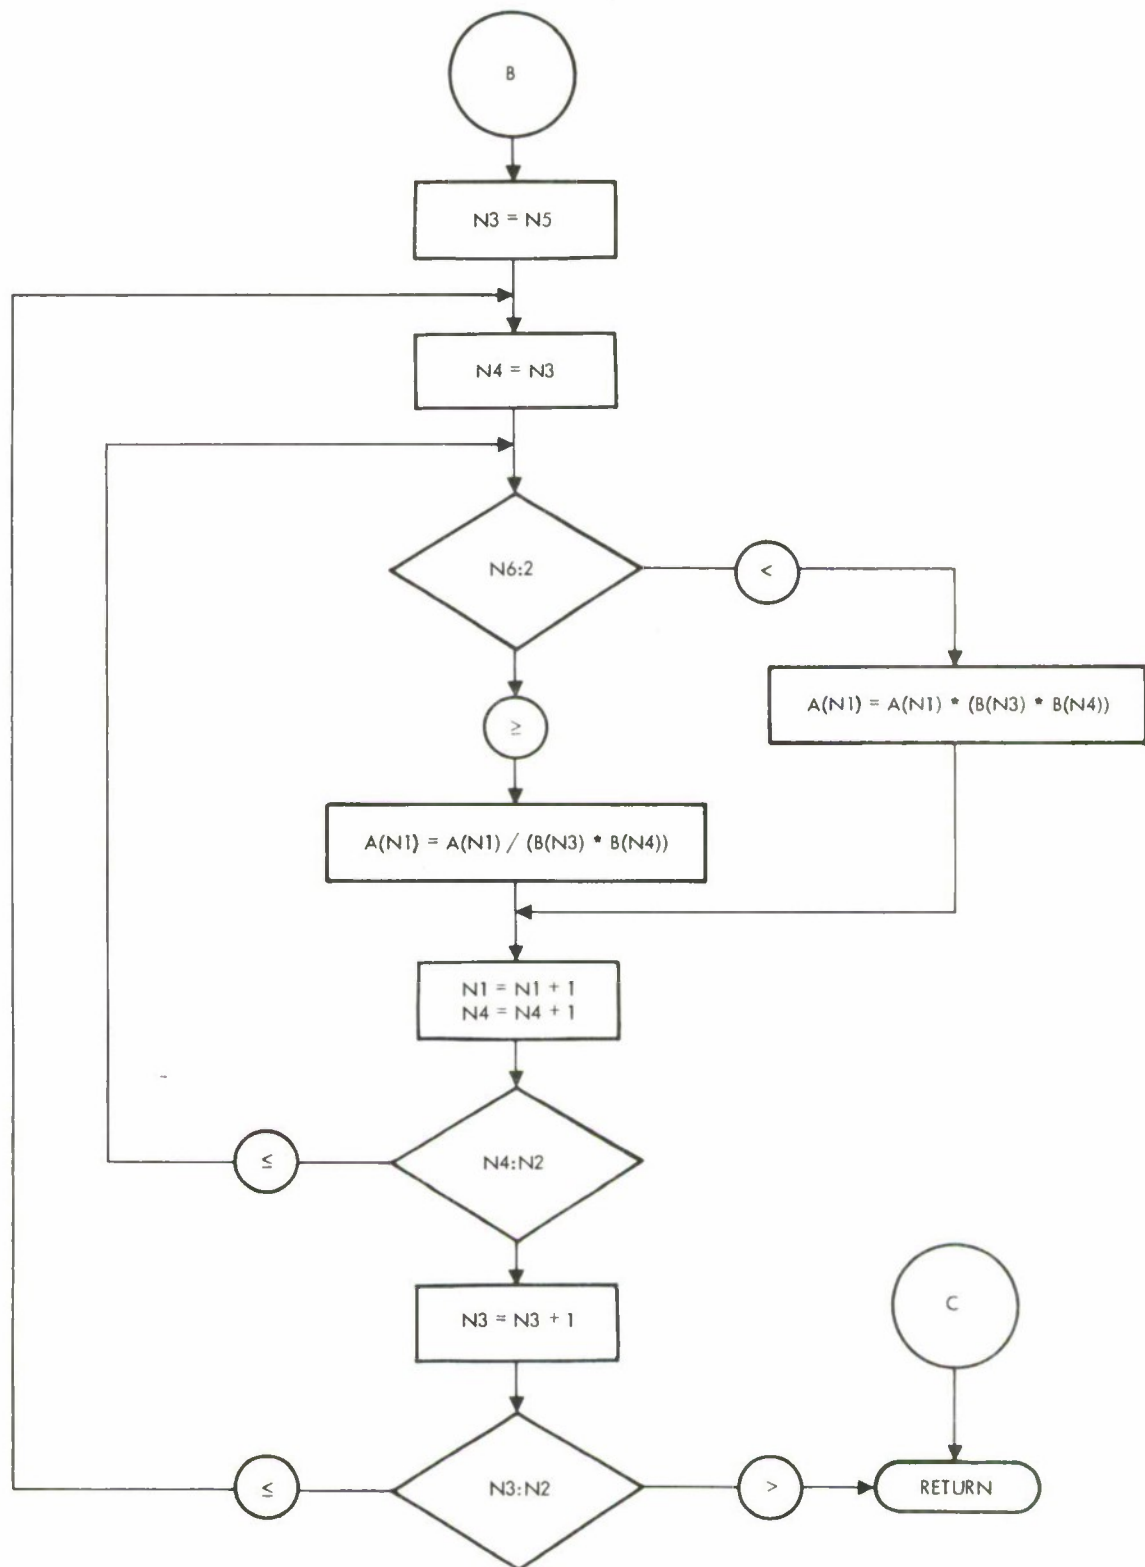 B
N3 = N5
N4 = N3
N6:2
<
A(N1) = A(N1) * (B(N3) * B(N4))
≥
A(N1) = A(N1) / (B(N3) * B(N4))
N1 = N1 + 1
N4 = N4 + 1
≤
N4:N2
N3 = N3 + 1
C
≤
N3:N2
>
RETURN